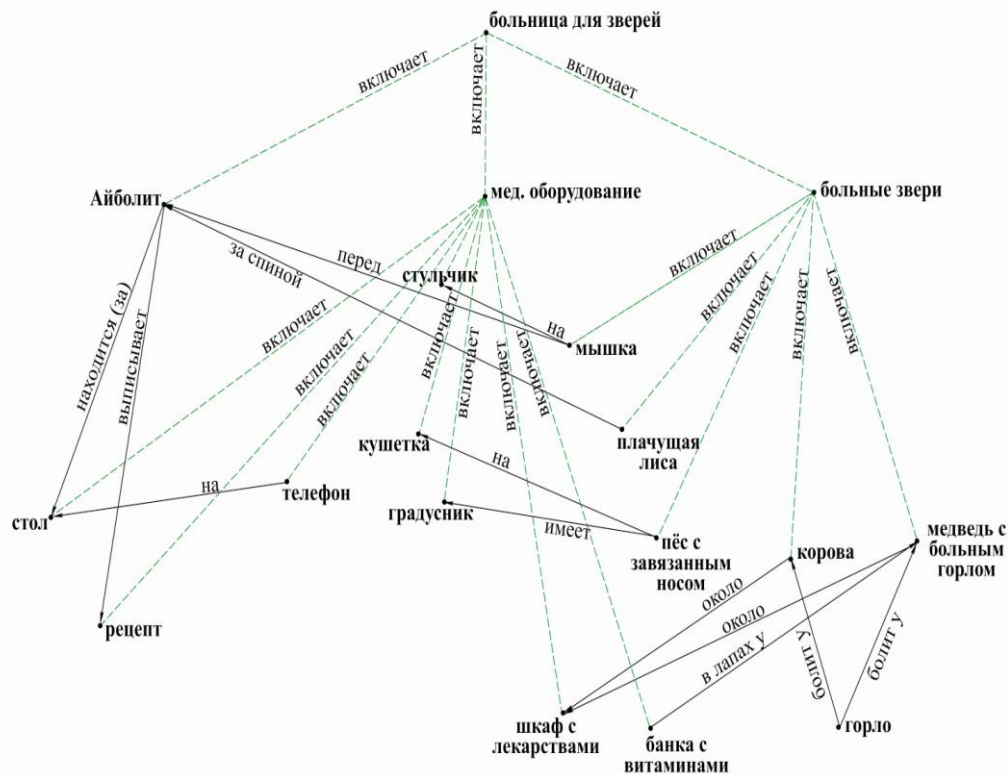 больница для зверей
включает
включает
включает
Айболит
мед. оборудование
больные звери
за спиной
перед
стульчик
включает
включает
включает
включает
включает
находится (за)
выписывает
включает
включает
включает
включает
включает
включает
включает
на
мышка
кушетка
на
плачущая
лиса
на
телефон
градусник
имеет
стол
пёс с
завязанным
носом
корова
медведь с
больным
горлом
рецепт
около
около
в лапах у
болит у
болит у
шкаф с
лекарствами
банка с
витаминами
горло